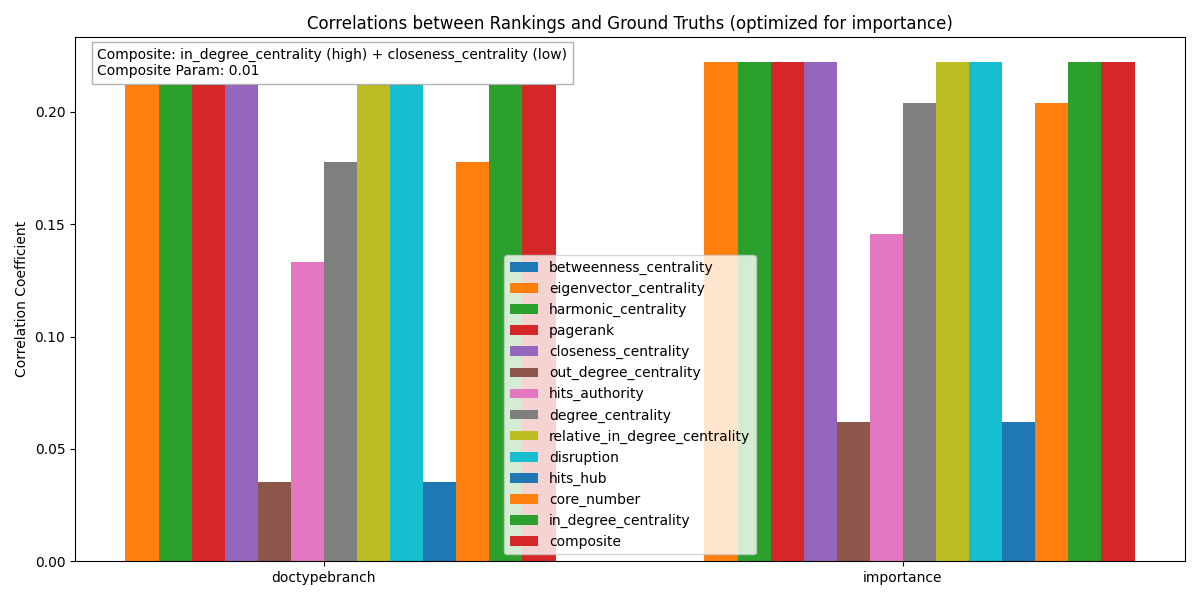 Correlations between Rankings and Ground Truths (optimized for importance)
Composite: in_degree_centrality (high) + closeness_centrality (low)
Composite Param: 0.01
Correlation Coefficient
0.20
0.15
0.10
0.05
0.00
betweenness_centrality
eigenvector_centrality
harmonic_centrality
pagerank
closeness_centrality
out_degree_centrality
hits_authority
degree_centrality
relative_in_degree_centrality
disruption
hits_hub
core_number
in_degree_centrality
composite
doctypebranch
importance